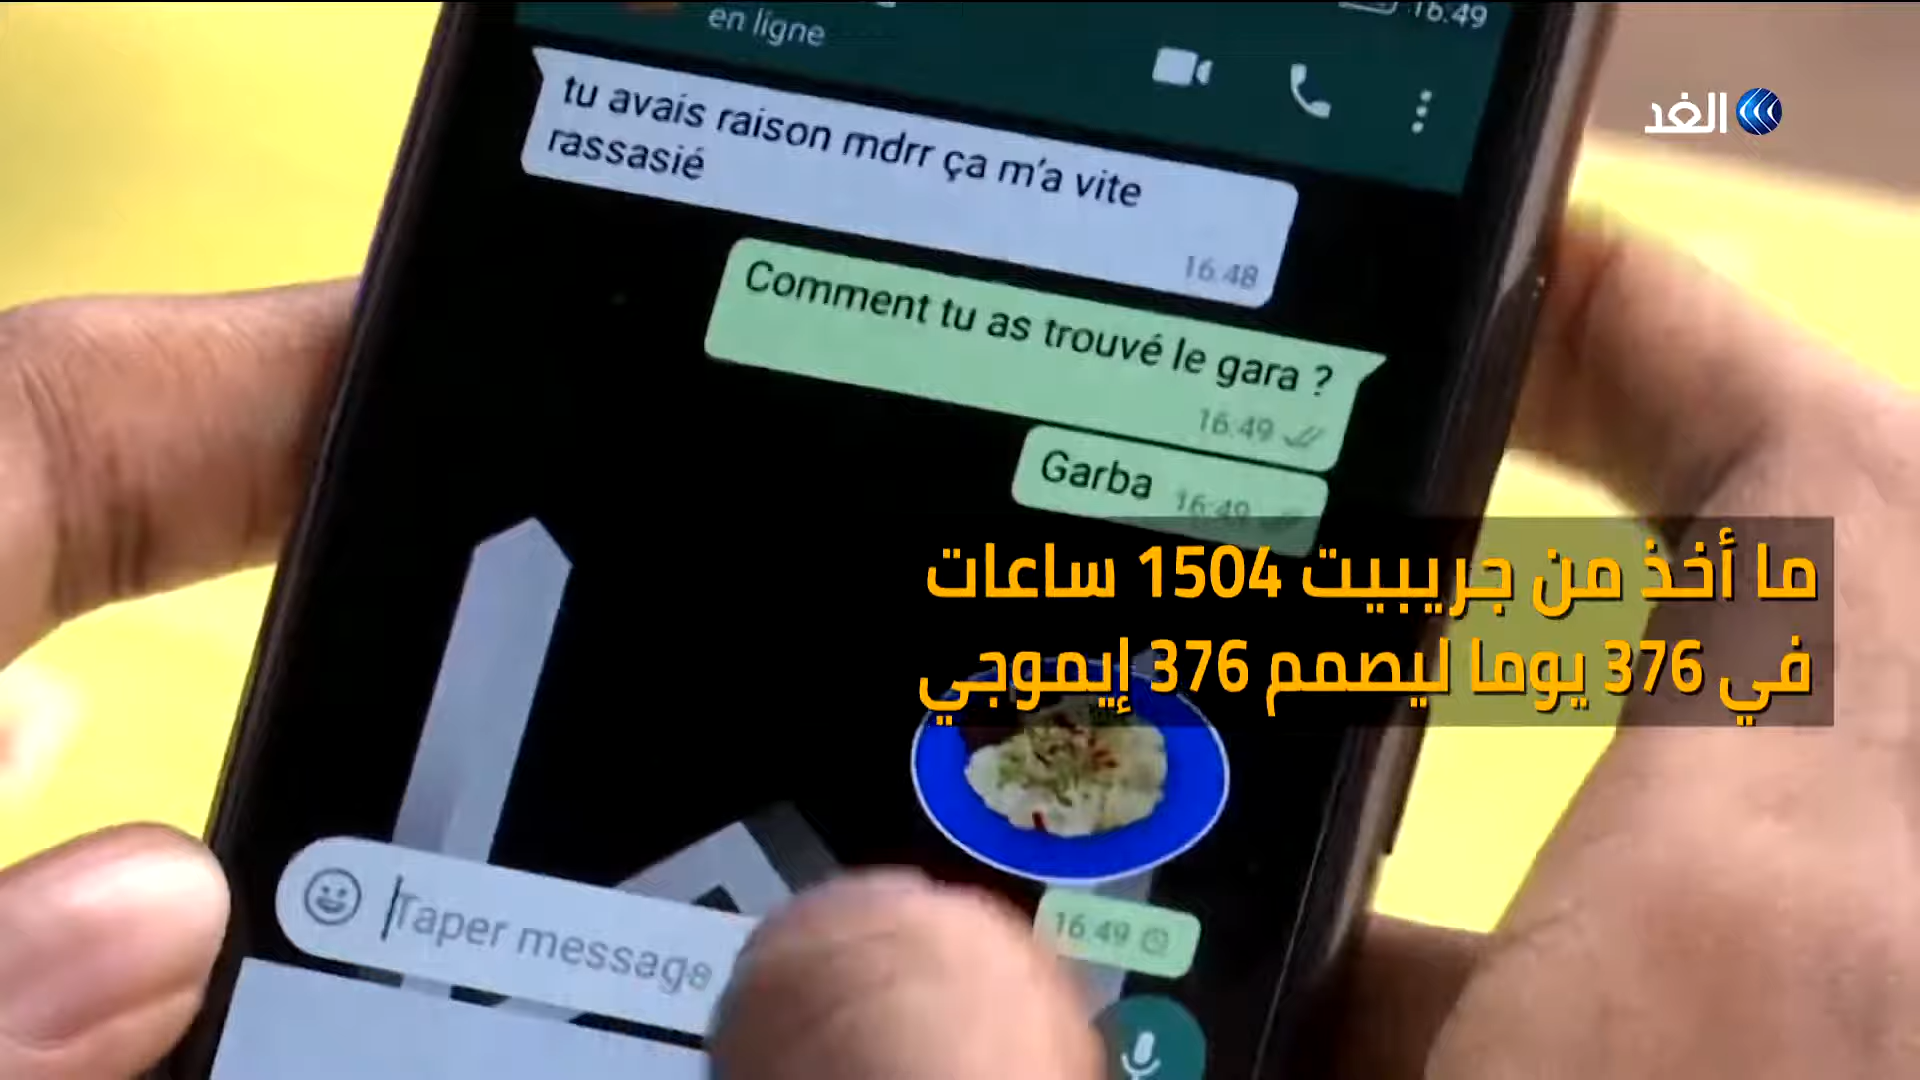 16:49
en ligne
الغد
tu avais raison mdrr ça m'a vite
rassasié
16:48
Comment tu as trouvé le gara ?
16:49
Garba
16:49
ما أخذ من جريبيت 1504 ساعات
في 376 يوما ليصمم 376 إيموجي
16:49
Taper message